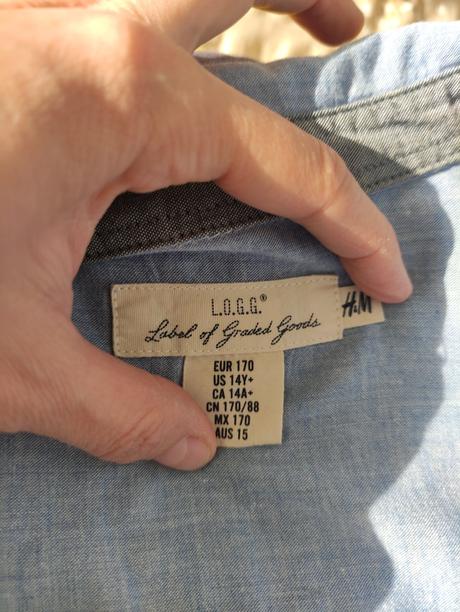 L.O.G.G.®
Label of Graded Goods
H&M
EUR 170
US 14Y+
CA 14A+
CN 170/88
MX 170
AUS 15